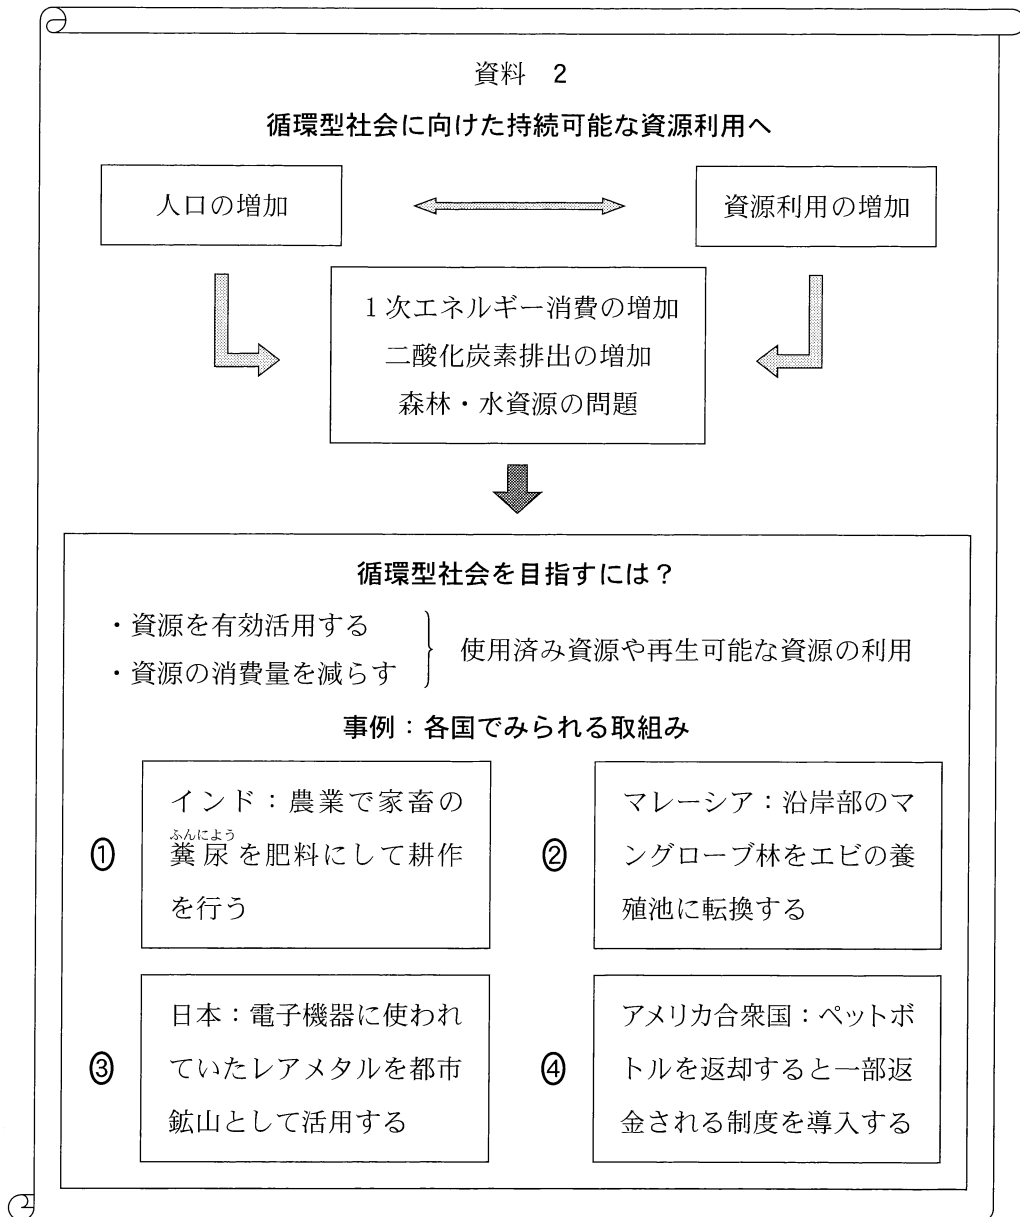 資料 2
循環型社会に向けた持続可能な資源利用へ
人口の増加
資源利用の増加
1次エネルギー消費の増加
二酸化炭素排出の増加
森林・水資源の問題
循環型社会を目指すには?
・資源を有効活用する
・資源の消費量を減らす
使用済み資源や再生可能な資源の利用
事例:各国でみられる取組み
①
インド:農業で家畜の
ふんにょう
糞尿を肥料にして耕作
を行う
②
マレーシア:沿岸部のマ
ングローブ林をエビの養
殖池に転換する
③
日本:電子機器に使われ
ていたレアメタルを都市
鉱山として活用する
④
アメリカ合衆国:ペットボ
トルを返却すると一部返
金される制度を導入する